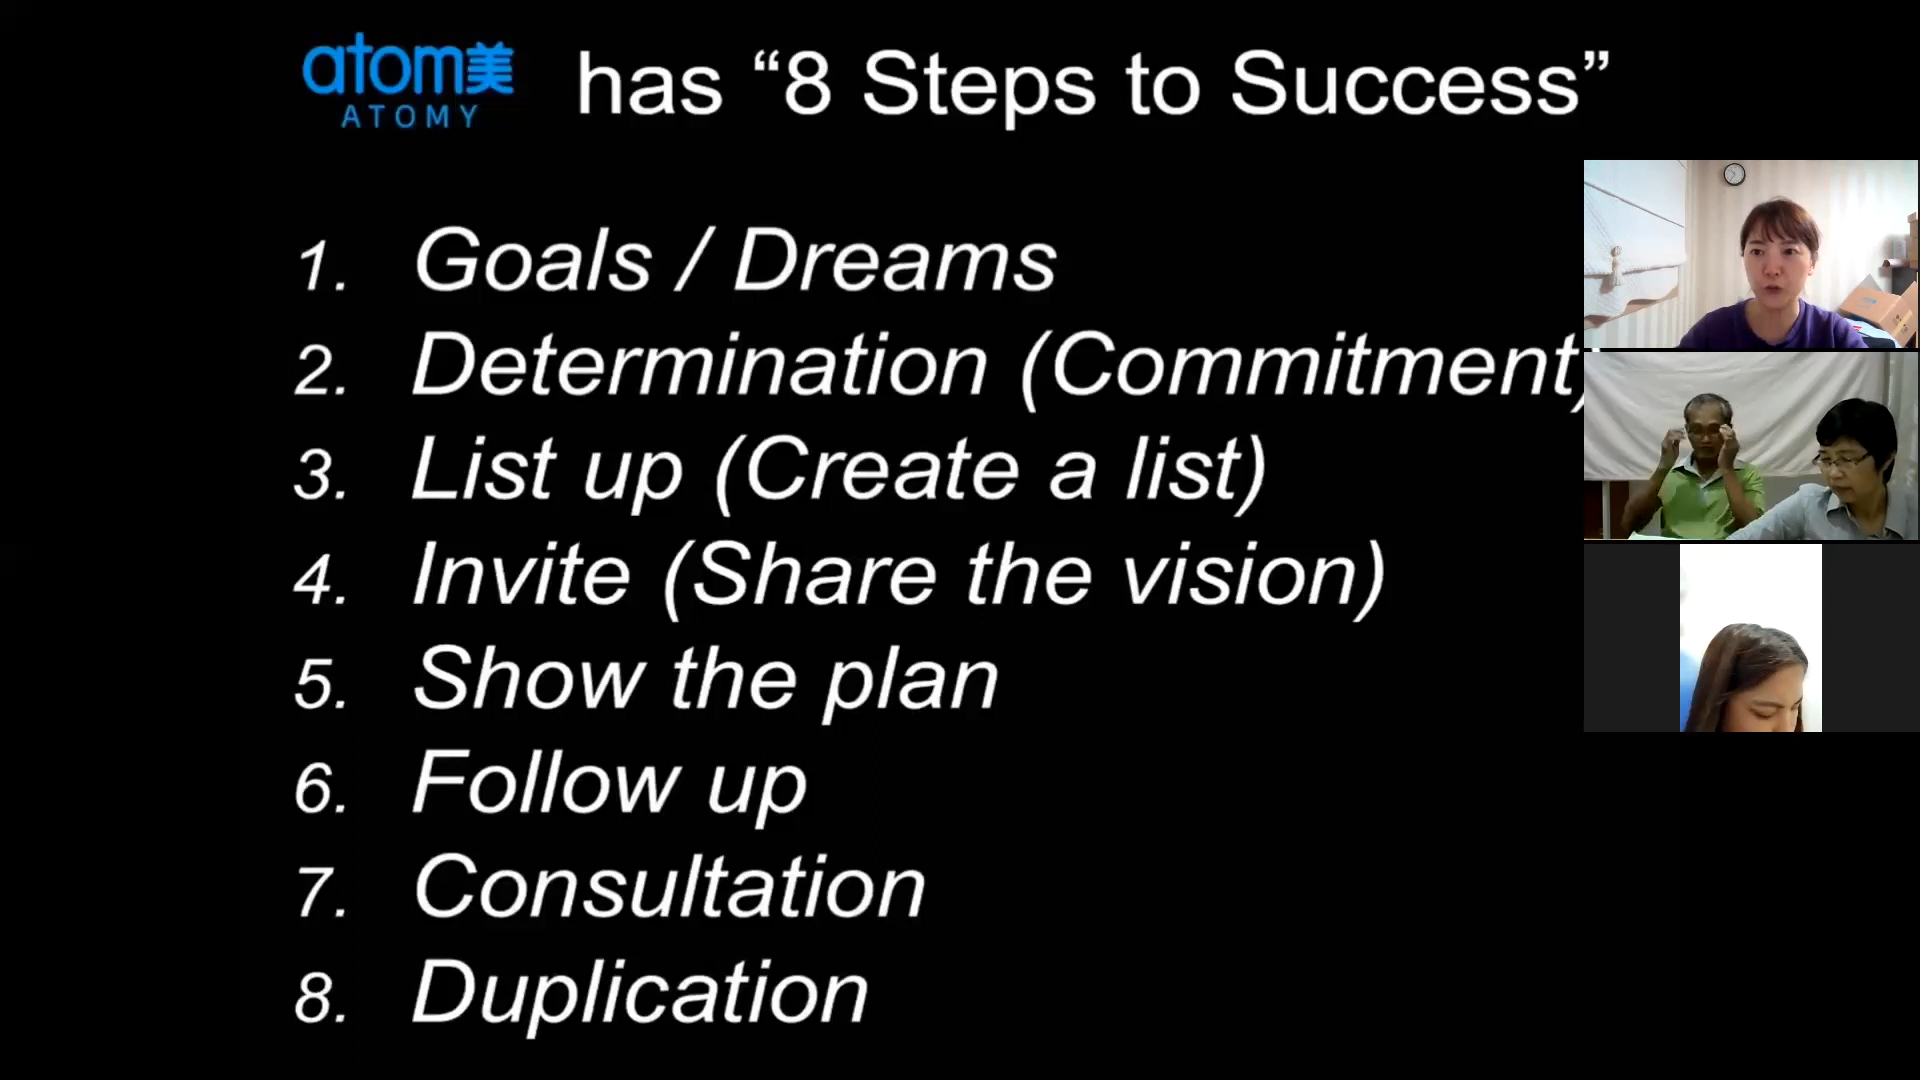 atom美 has “8 Steps to Success”
ATOMY
1. Goals / Dreams
2. Determination (Commitment)
3. List up (Create a list)
4. Invite (Share the vision)
5. Show the plan
6. Follow up
7. Consultation
8. Duplication